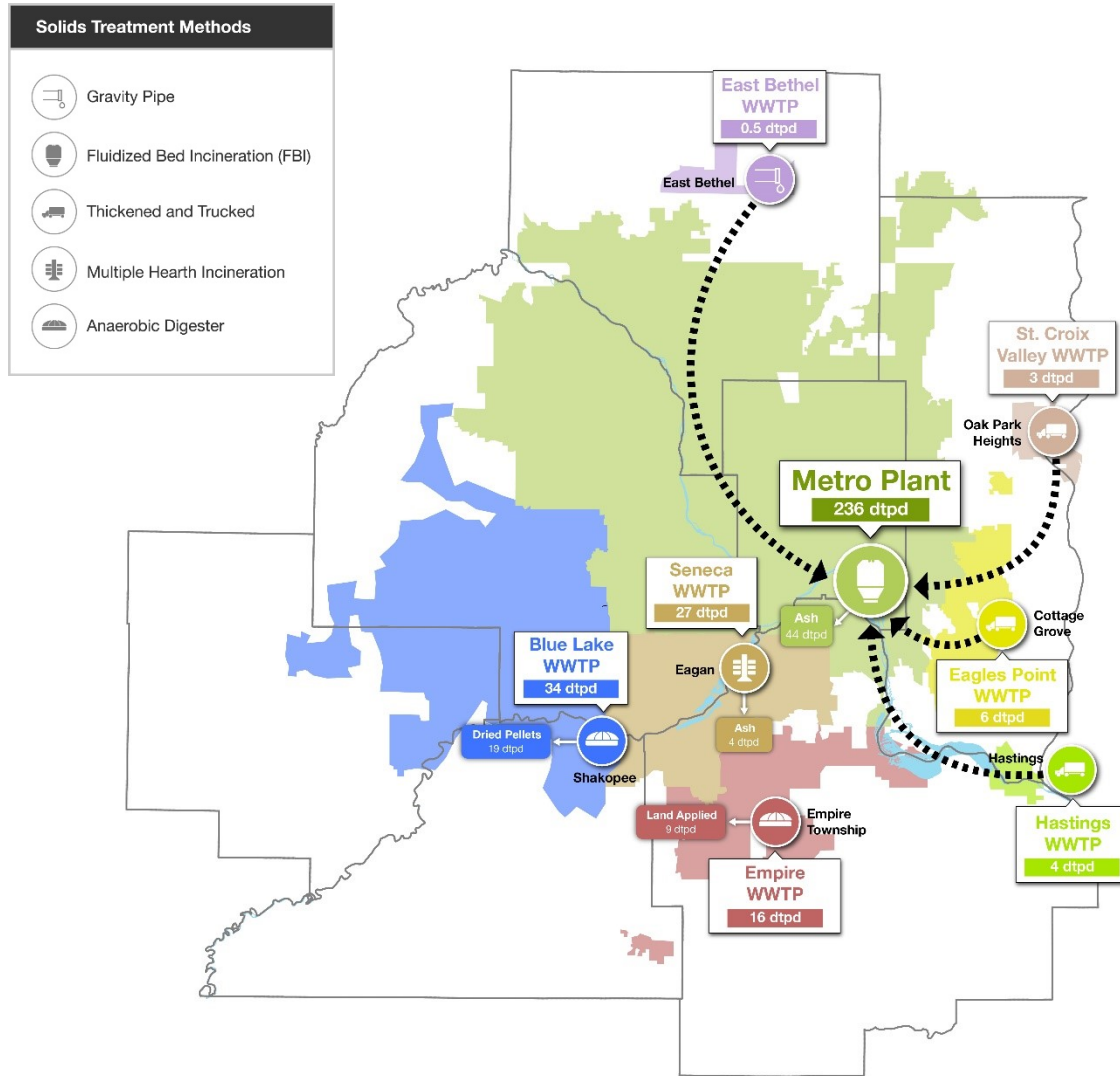 Solids Treatment Methods
Gravity Pipe
Fluidized Bed Incineration (FBI)
Thickened and Trucked
Multiple Hearth Incineration
Anaerobic Digester
East Bethel
WWTP
0.5 dtpd
East Bethel
St. Croix
Valley WWTP
3 dtpd
Oak Park
Heights
Metro Plant
236 dtpd
Ash
44 dtpd
Seneca
WWTP
27 dtpd
Eagan
Ash
4 dtpd
Cottage
Grove
Eagles Point
WWTP
6 dtpd
Blue Lake
WWTP
34 dtpd
Dried Pellets
19 dtpd
Shakopee
Hastings
Hastings
WWTP
4 dtpd
Land Applied
9 dtpd
Empire
Township
Empire
WWTP
16 dtpd